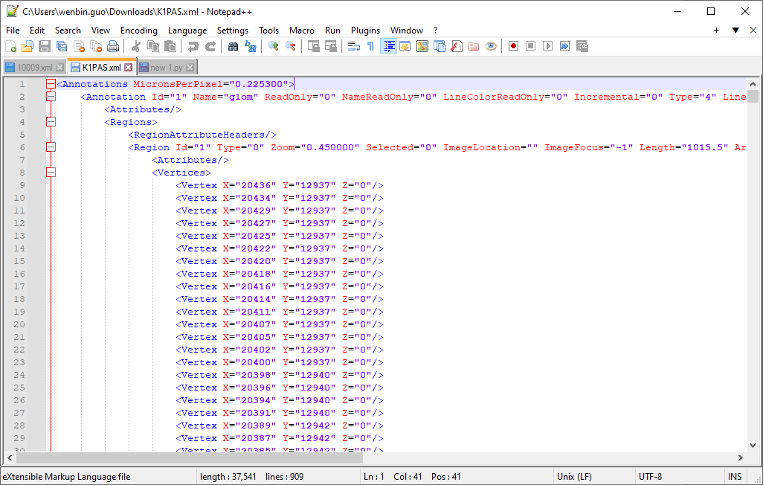 C:\Users\wenbin.guo\Downloads\K1PAS.xml - Notepad++
File Edit Search View Encoding Language Settings Tools Macro Run Plugins Window ? + ▼ X
10009.xml K1PAS.xml new 1.py
1 <Annotations MicronsPerPixel="0.225300">
2 <Annotation Id="1" Name="glom" ReadOnly="0" NameReadOnly="0" LineColorReadOnly="0" Incremental="0" Type="4" Line
3 <Attributes/>
4 <Regions>
5 <RegionAttributeHeaders/>
6 <Region Id="1" Type="0" Zoom="0.450000" Selected="0" ImageLocation="" ImageFocus="-1" Length="1015.5" Ar
7 <Attributes/>
8 <Vertices>
9 <Vertex X="20436" Y="12937" Z="0"/>
10 <Vertex X="20434" Y="12937" Z="0"/>
11 <Vertex X="20429" Y="12937" Z="0"/>
12 <Vertex X="20427" Y="12937" Z="0"/>
13 <Vertex X="20425" Y="12937" Z="0"/>
14 <Vertex X="20422" Y="12937" Z="0"/>
15 <Vertex X="20420" Y="12937" Z="0"/>
16 <Vertex X="20418" Y="12937" Z="0"/>
17 <Vertex X="20416" Y="12937" Z="0"/>
18 <Vertex X="20414" Y="12937" Z="0"/>
19 <Vertex X="20411" Y="12937" Z="0"/>
20 <Vertex X="20407" Y="12937" Z="0"/>
21 <Vertex X="20405" Y="12937" Z="0"/>
22 <Vertex X="20402" Y="12937" Z="0"/>
23 <Vertex X="20400" Y="12937" Z="0"/>
24 <Vertex X="20398" Y="12940" Z="0"/>
25 <Vertex X="20396" Y="12940" Z="0"/>
26 <Vertex X="20394" Y="12940" Z="0"/>
27 <Vertex X="20391" Y="12940" Z="0"/>
28 <Vertex X="20389" Y="12942" Z="0"/>
29 <Vertex X="20387" Y="12942" Z="0"/>
30 <Vertex X="20385" Y="12942" Z="0"/>
eXtensible Markup Language file length : 37,541 lines : 909 Ln : 1 Col : 41 Pos : 41 Unix (LF) UTF-8 INS